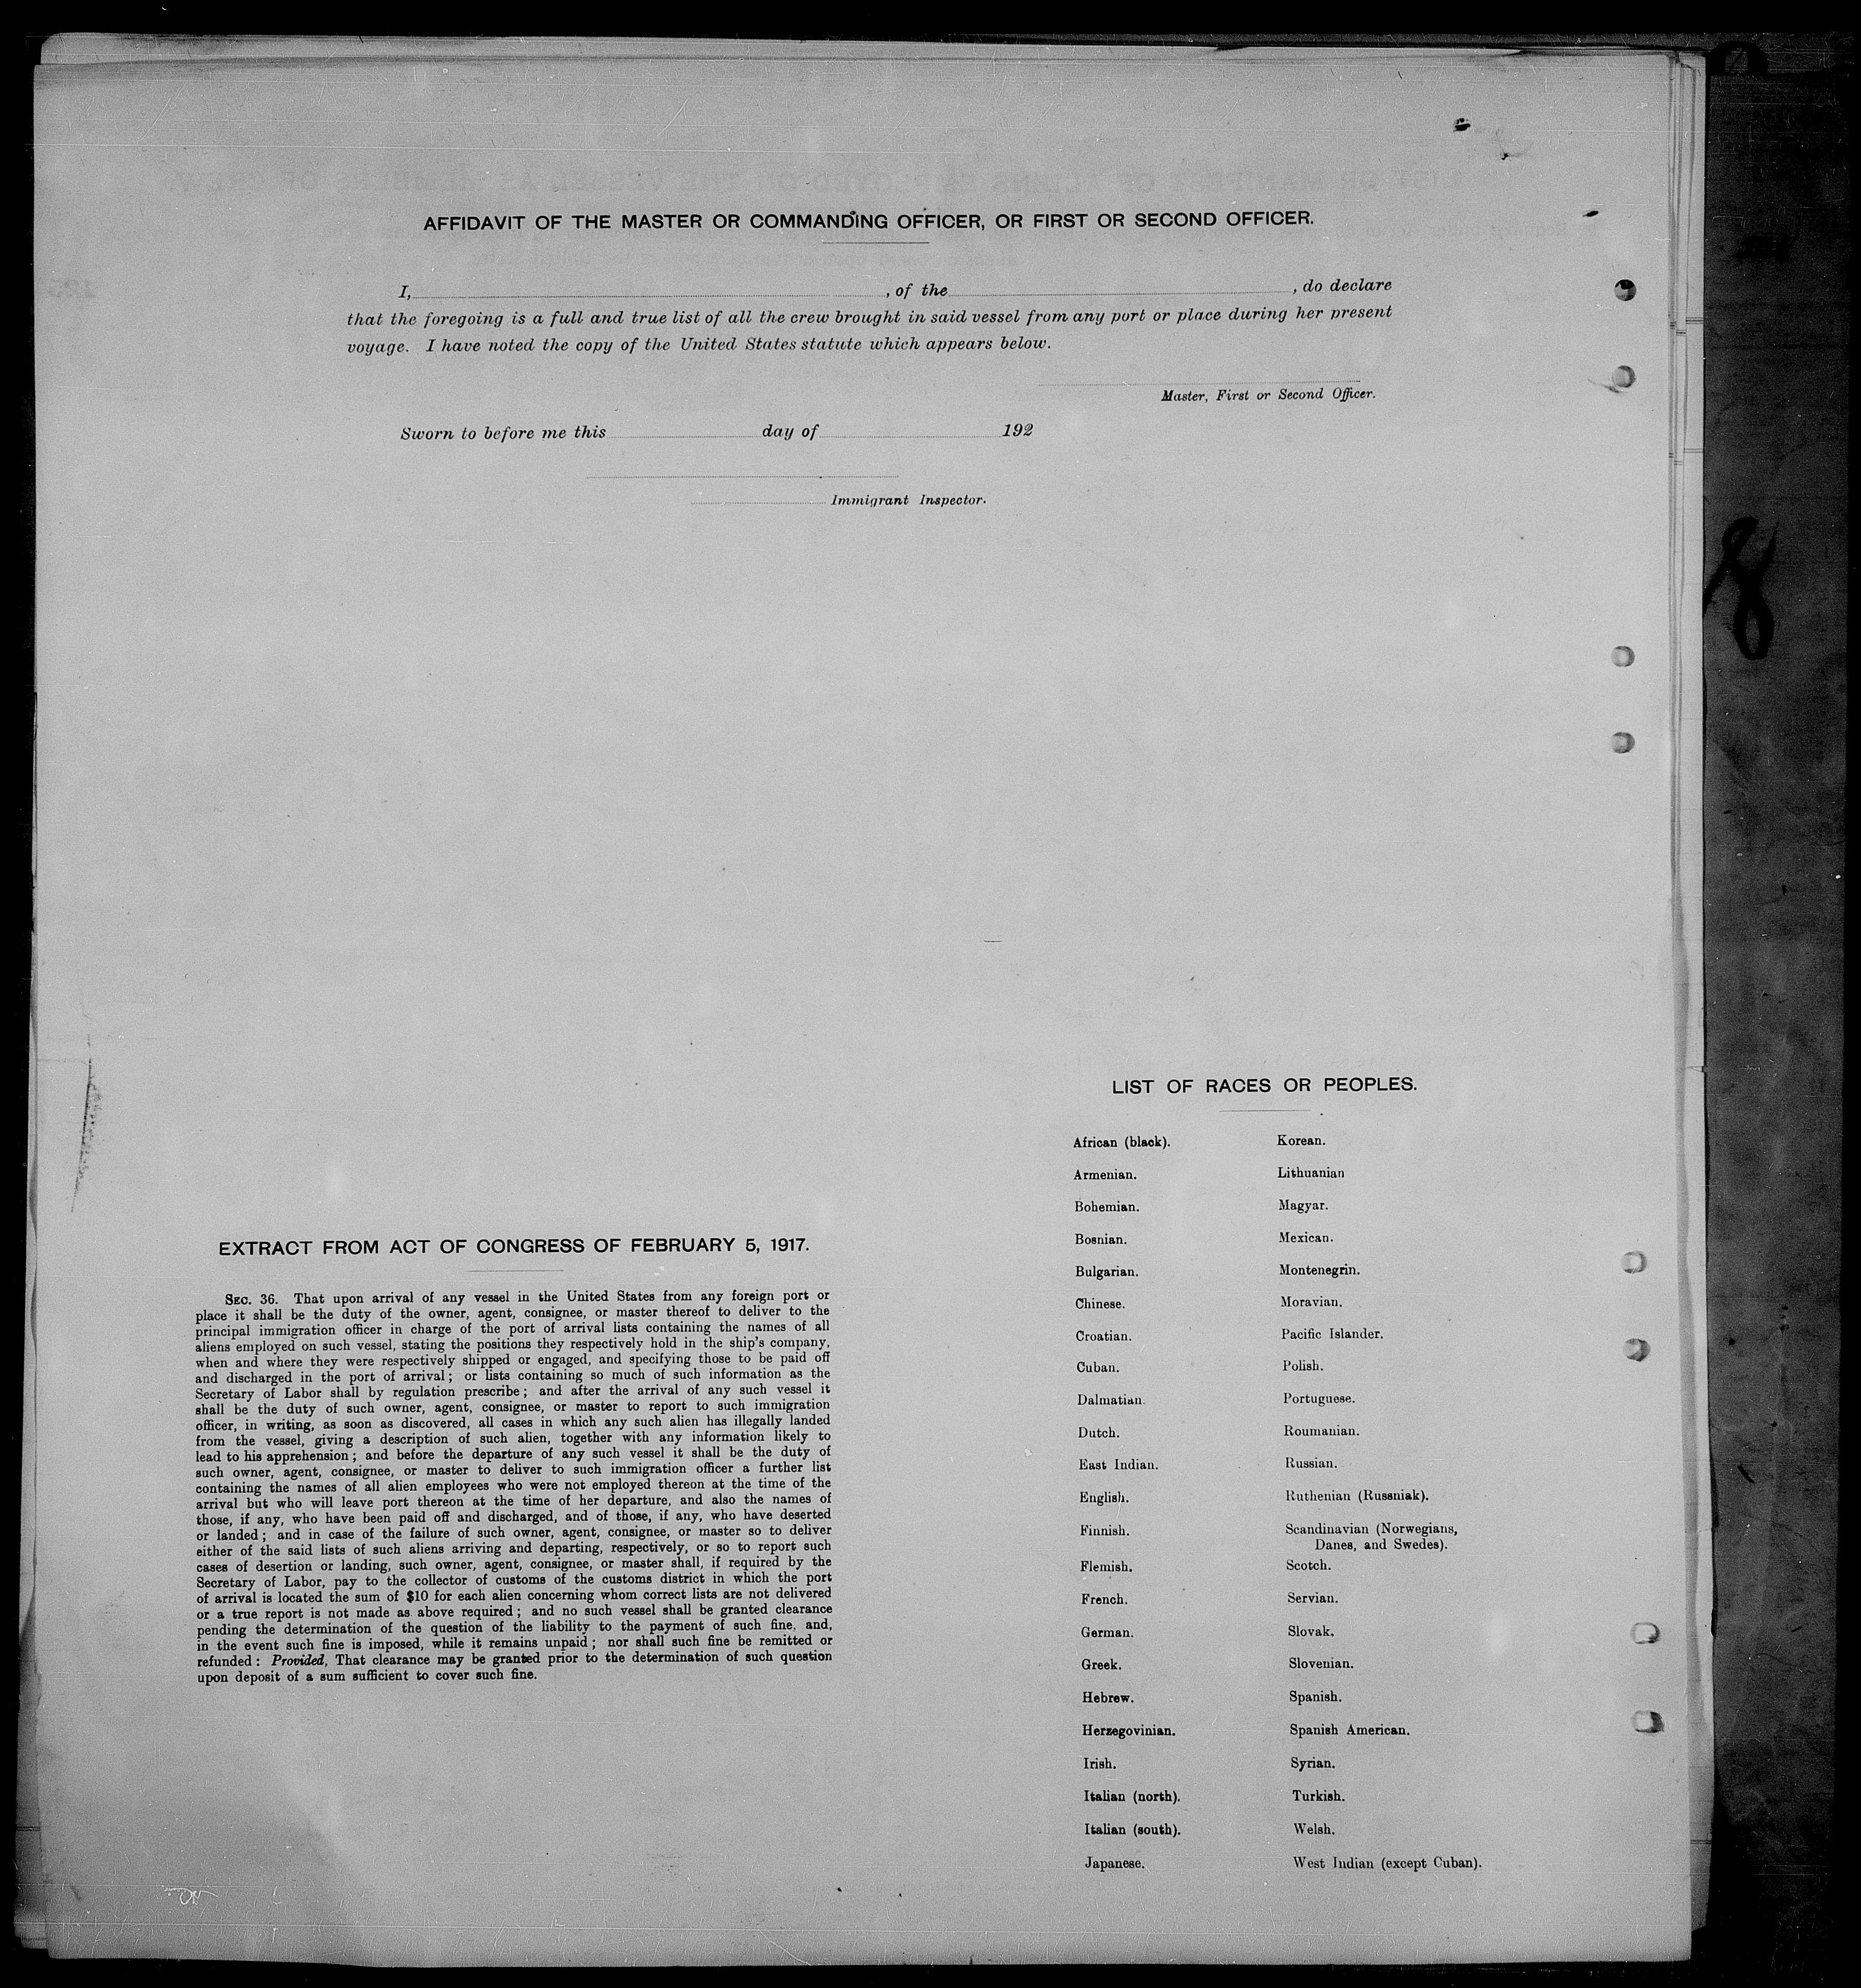 AFFIDAVIT OF THE MASTER OR COMMANDING OFFICER, OR FIRST OR SECOND OFFICER.
I, , of the , do declare
that the foregoing is a full and true list of all the crew brought in said vessel from any port or place during her present
voyage. I have noted the copy of the United States statute which appears below.
Master, First or Second Officer.
Sworn to before me this day of 192
Immigrant Inspector.
8
EXTRACT FROM ACT OF CONGRESS OF FEBRUARY 5, 1917.
SEC. 36. That upon arrival of any vessel in the United States from any foreign port or
place it shall be the duty of the owner, agent, consignee, or master thereof to deliver to the
principal immigration officer in charge of the port of arrival lists containing the names of all
aliens employed on such vessel, stating the positions they respectively hold in the ship's company,
when and where they were respectively shipped or engaged, and specifying those to be paid off
and discharged in the port of arrival; or lists containing so much of such information as the
Secretary of Labor shall by regulation prescribe; and after the arrival of any such vessel it
shall be the duty of such owner, agent, consignee, or master to report to such immigration
officer, in writing, as soon as discovered, all cases in which any such alien has illegally landed
from the vessel, giving a description of such alien, together with any information likely to
lead to his apprehension; and before the departure of any such vessel it shall be the duty of
such owner, agent, consignee, or master to deliver to such immigration officer a further list
containing the names of all alien employees who were not employed thereon at the time of the
arrival but who will leave port thereon at the time of her departure, and also the names of
those, if any, who have been paid off and discharged, and of those, if any, who have deserted
or landed; and in case of the failure of such owner, agent, consignee, or master so to deliver
either of the said lists of such aliens arriving and departing, respectively, or so to report such
cases of desertion or landing, such owner, agent, consignee, or master shall, if required by the
Secretary of Labor, pay to the collector of customs of the customs district in which the port
of arrival is located the sum of $10 for each alien concerning whom correct lists are not delivered
or a true report is not made as above required; and no such vessel shall be granted clearance
pending the determination of the question of the liability to the payment of such fine, and,
in the event such fine is imposed, while it remains unpaid; nor shall such fine be remitted or
refunded: Provided, That clearance may be granted prior to the determination of such question
upon deposit of a sum sufficient to cover such fine.
LIST OF RACES OR PEOPLES.
African (black).
Armenian.
Bohemian.
Bosnian.
Bulgarian.
Chinese.
Croatian.
Cuban.
Dalmatian.
Dutch.
East Indian.
English.
Finnish.
Flemish.
French.
German.
Greek.
Hebrew.
Herzegovinian.
Irish.
Italian (north).
Italian (south).
Japanese.
Korean.
Lithuanian
Magyar.
Mexican.
Montenegrin.
Moravian.
Pacific Islander.
Polish.
Portuguese.
Roumanian.
Russian.
Ruthenian (Russniak).
Scandinavian (Norwegians,
Danes, and Swedes).
Scotch.
Servian.
Slovak.
Slovenian.
Spanish.
Spanish American.
Syrian.
Turkish.
Welsh.
West Indian (except Cuban).